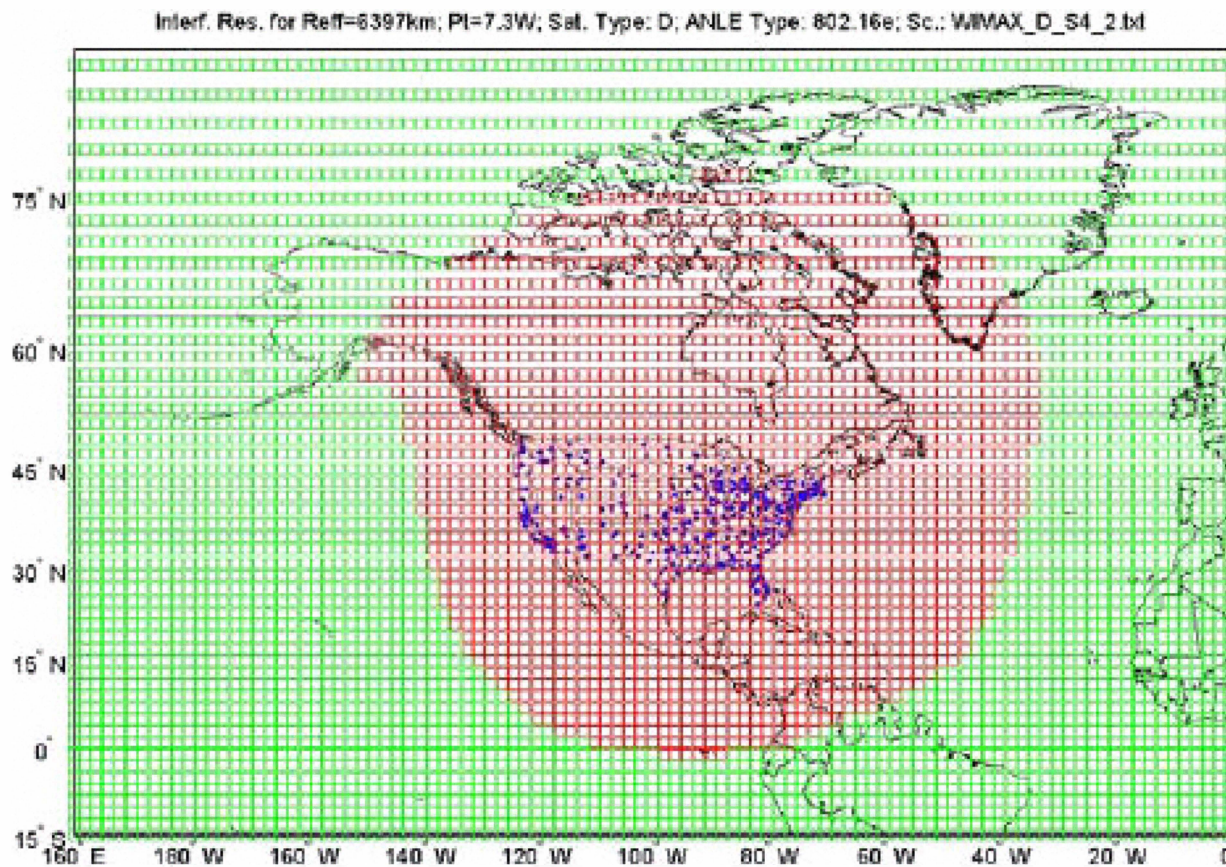 Interf. Res. for Reff=6397km; Pt=7.3W; Sat. Type: D; ANLE Type: 802.16e; Sc.: WIMAX_D_S4_2.txt
75° N
60° N
45° N
30° N
15° N
0°
15° S
160° E 180° W 160° W 140° W 120° W 100° W 80° W 60° W 40° W 20° W